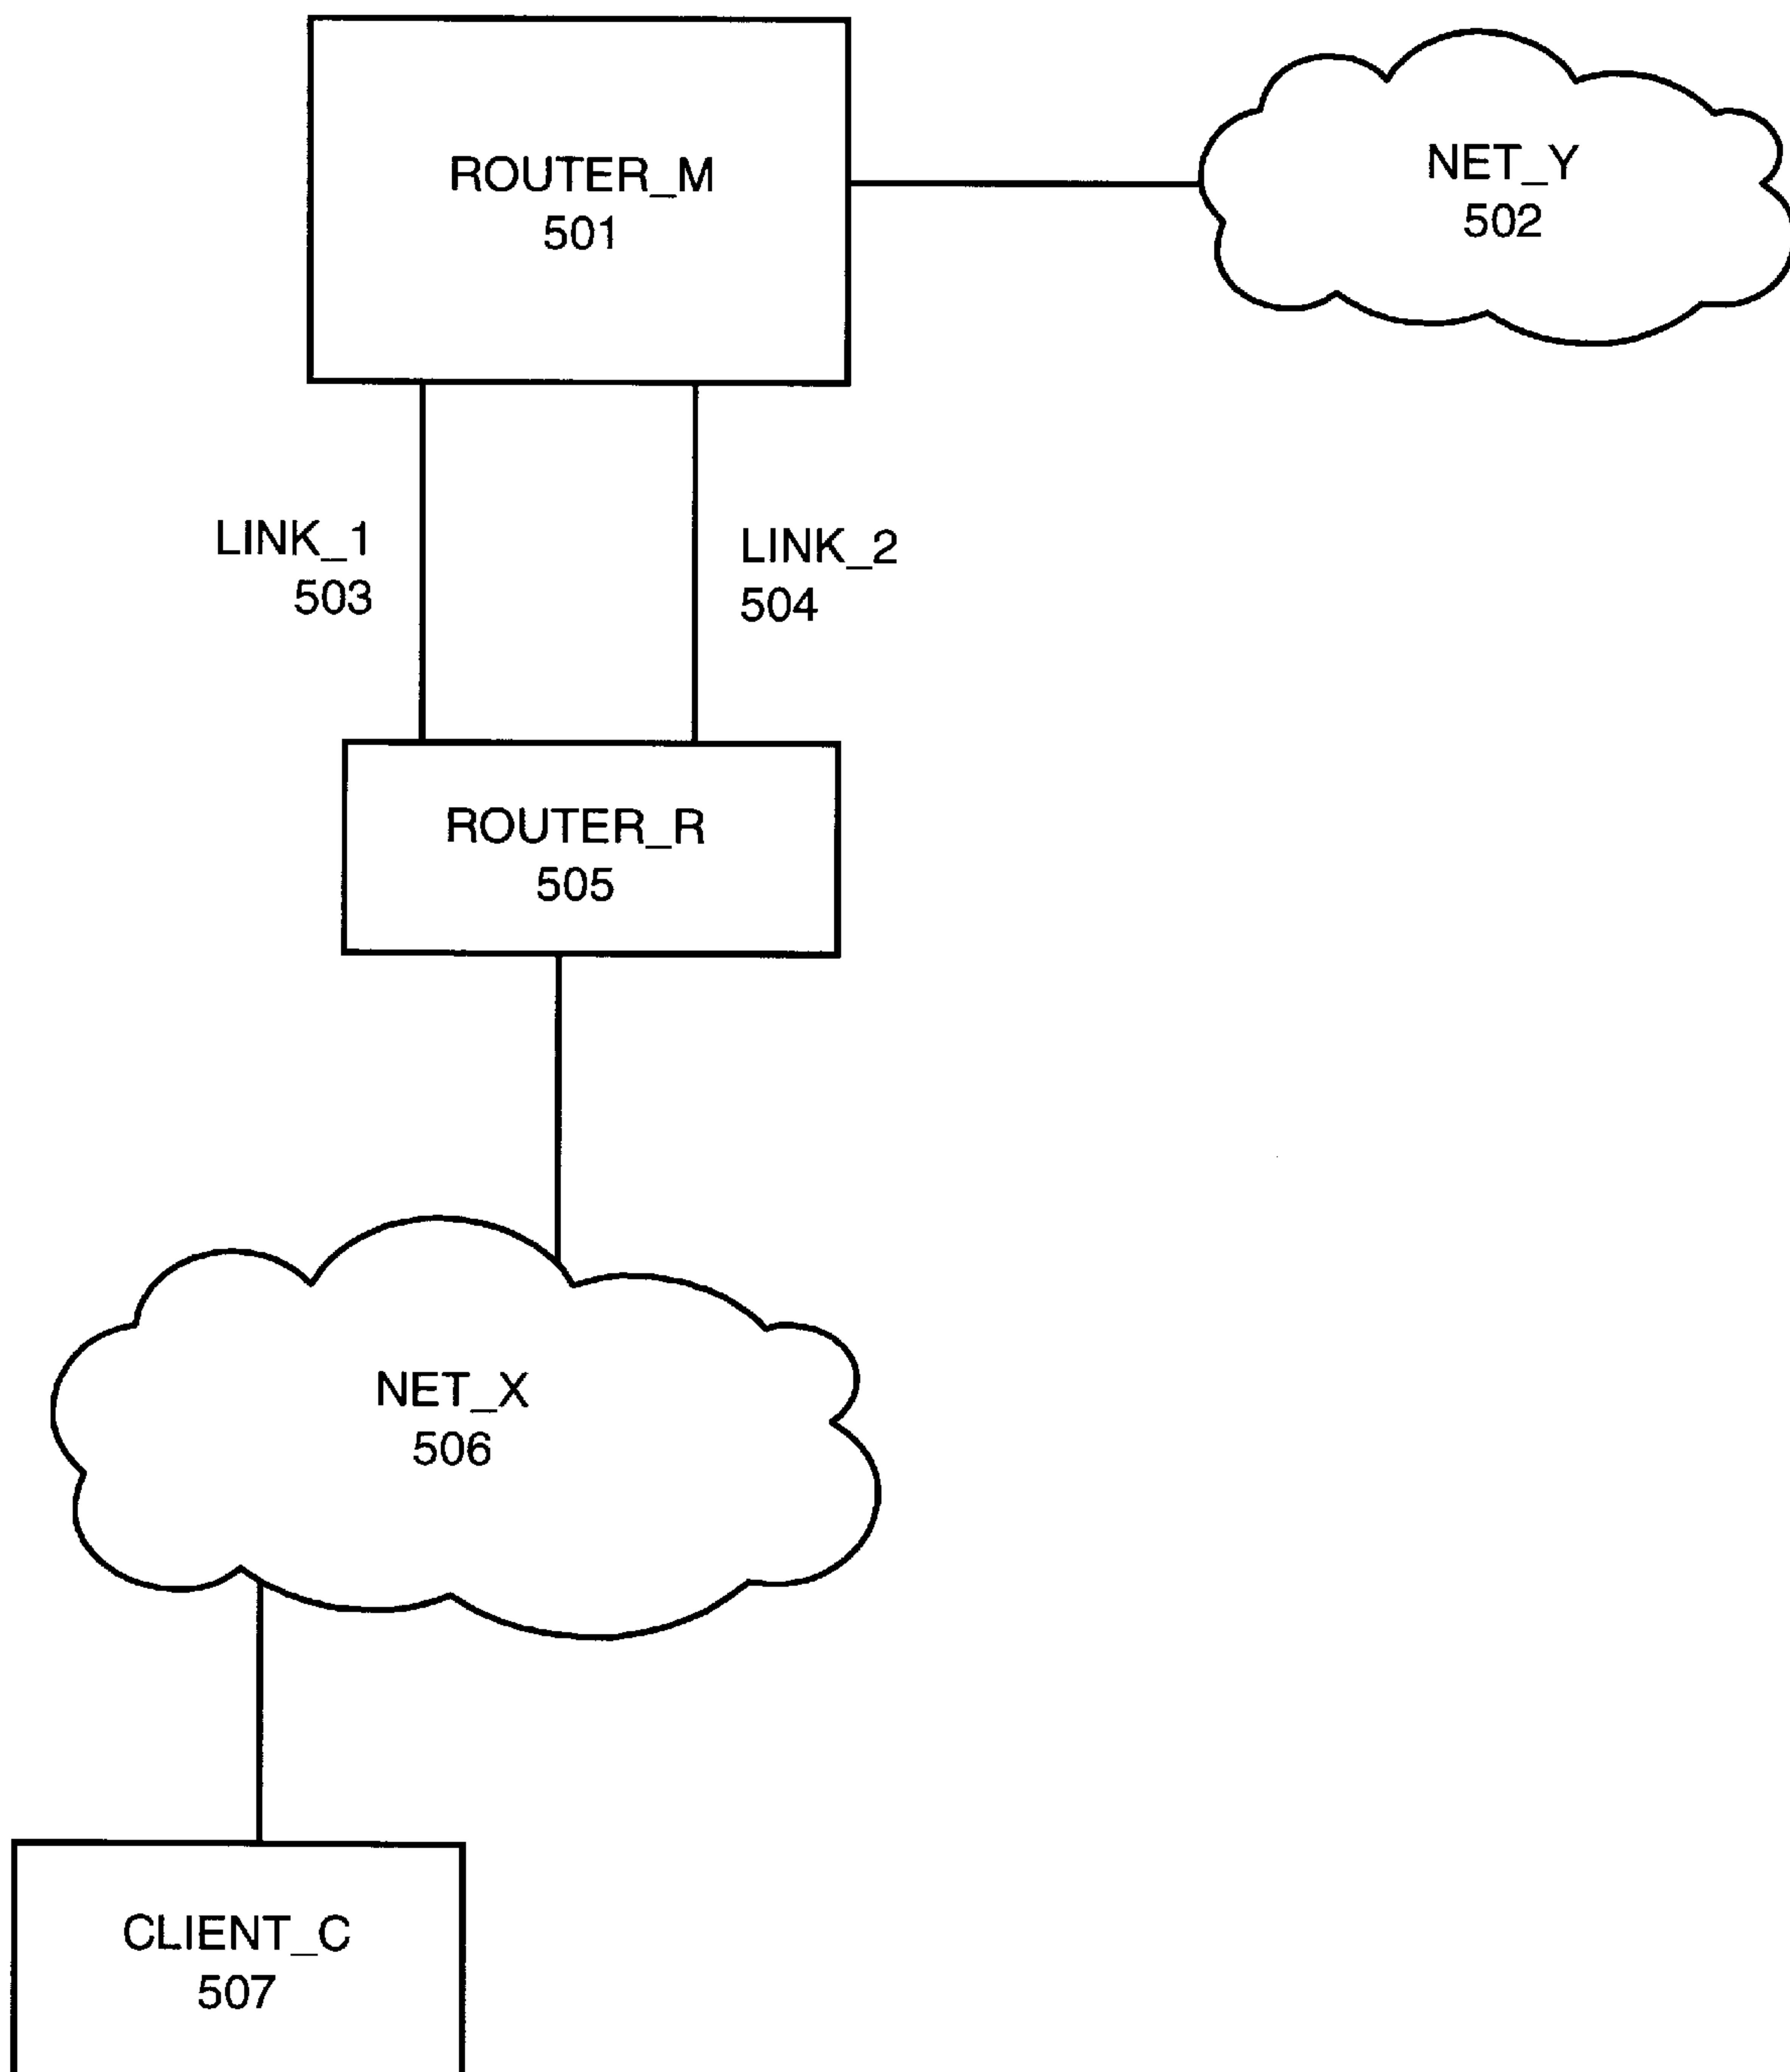 ROUTER_M
501
NET_Y
502
LINK_1
503
LINK_2
504
ROUTER_R
505
NET_X
506
CLIENT_C
507